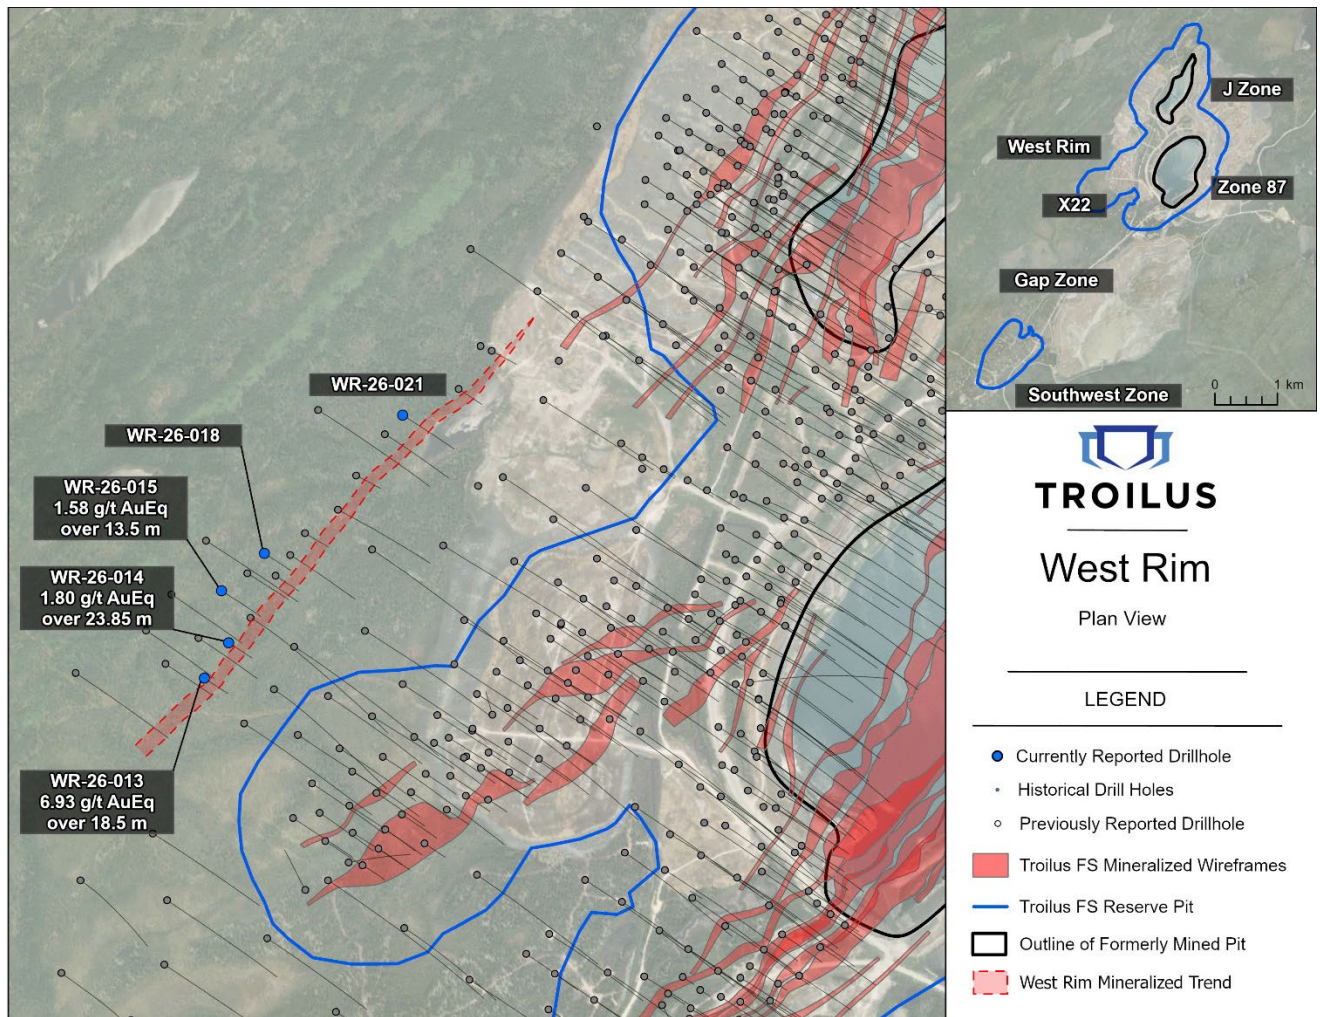 WR-26-021
WR-26-018
WR-26-015
1.58 g/t AuEq
over 13.5 m
WR-26-014
1.80 g/t AuEq
over 23.85 m
WR-26-013
6.93 g/t AuEq
over 18.5 m
J Zone
West Rim
Zone 87
X22
Gap Zone
Southwest Zone
0 1 km
TROILUS
West Rim
Plan View
LEGEND
Currently Reported Drillhole
Historical Drill Holes
Previously Reported Drillhole
Troilus FS Mineralized Wireframes
Troilus FS Reserve Pit
Outline of Formerly Mined Pit
West Rim Mineralized Trend